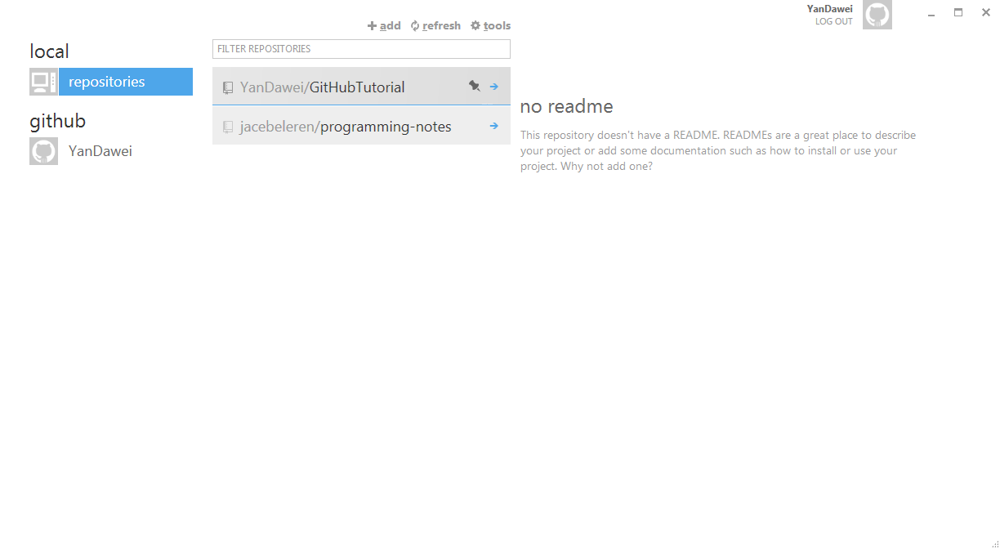 YanDawei
LOG OUT
add refresh tools
local
repositories
github
YanDawei
FILTER REPOSITORIES
YanDawei/GitHubTutorial
jacebeleren/programming-notes
no readme
This repository doesn't have a README. READMEs are a great place to describe
your project or add some documentation such as how to install or use your
project. Why not add one?